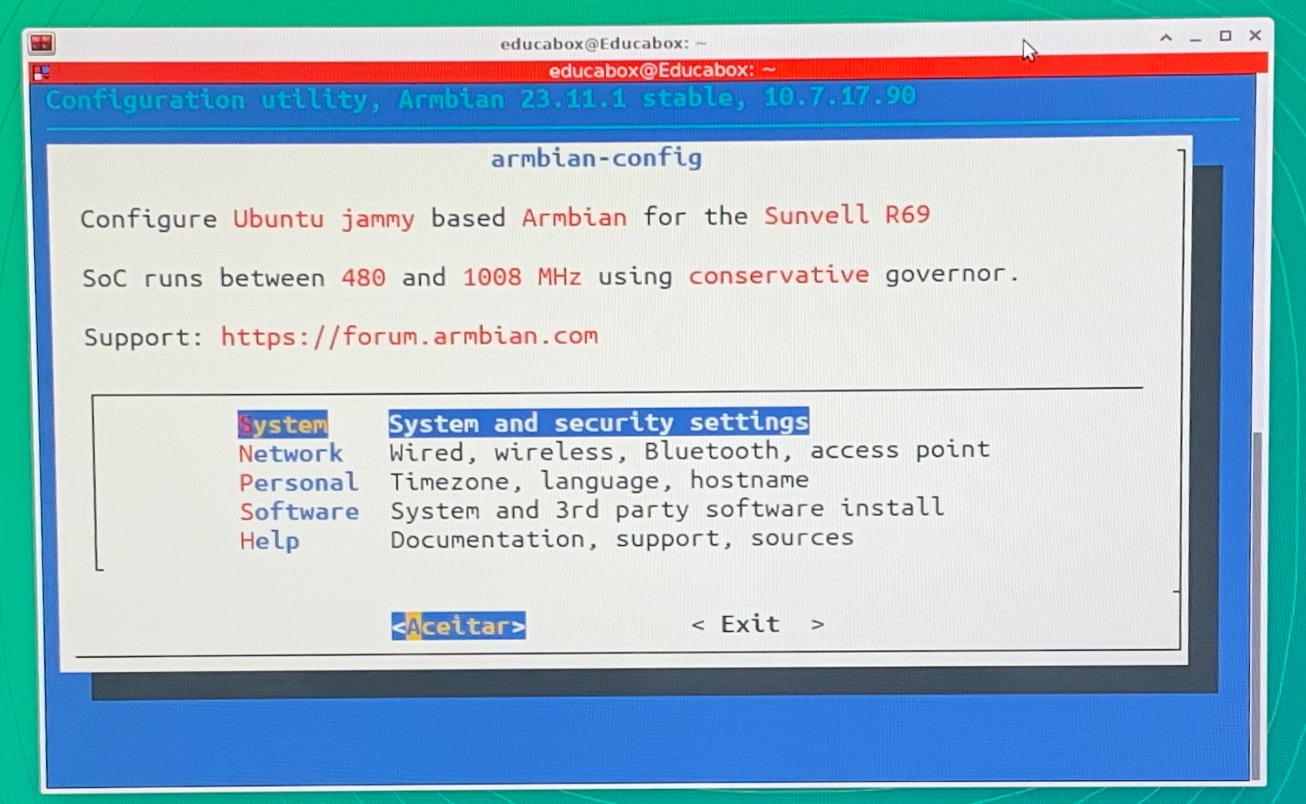 educabox@Educabox: ~
educabox@Educabox: ~
Configuration utility, Armbian 23.11.1 stable, 10.7.17.90
armbian-config
Configure Ubuntu jammy based Armbian for the Sunvell R69
SoC runs between 480 and 1008 MHz using conservative governor.
Support: https://forum.armbian.com
System System and security settings
Network Wired, wireless, Bluetooth, access point
Personal Timezone, language, hostname
Software System and 3rd party software install
Help Documentation, support, sources
<Aceitar> < Exit >